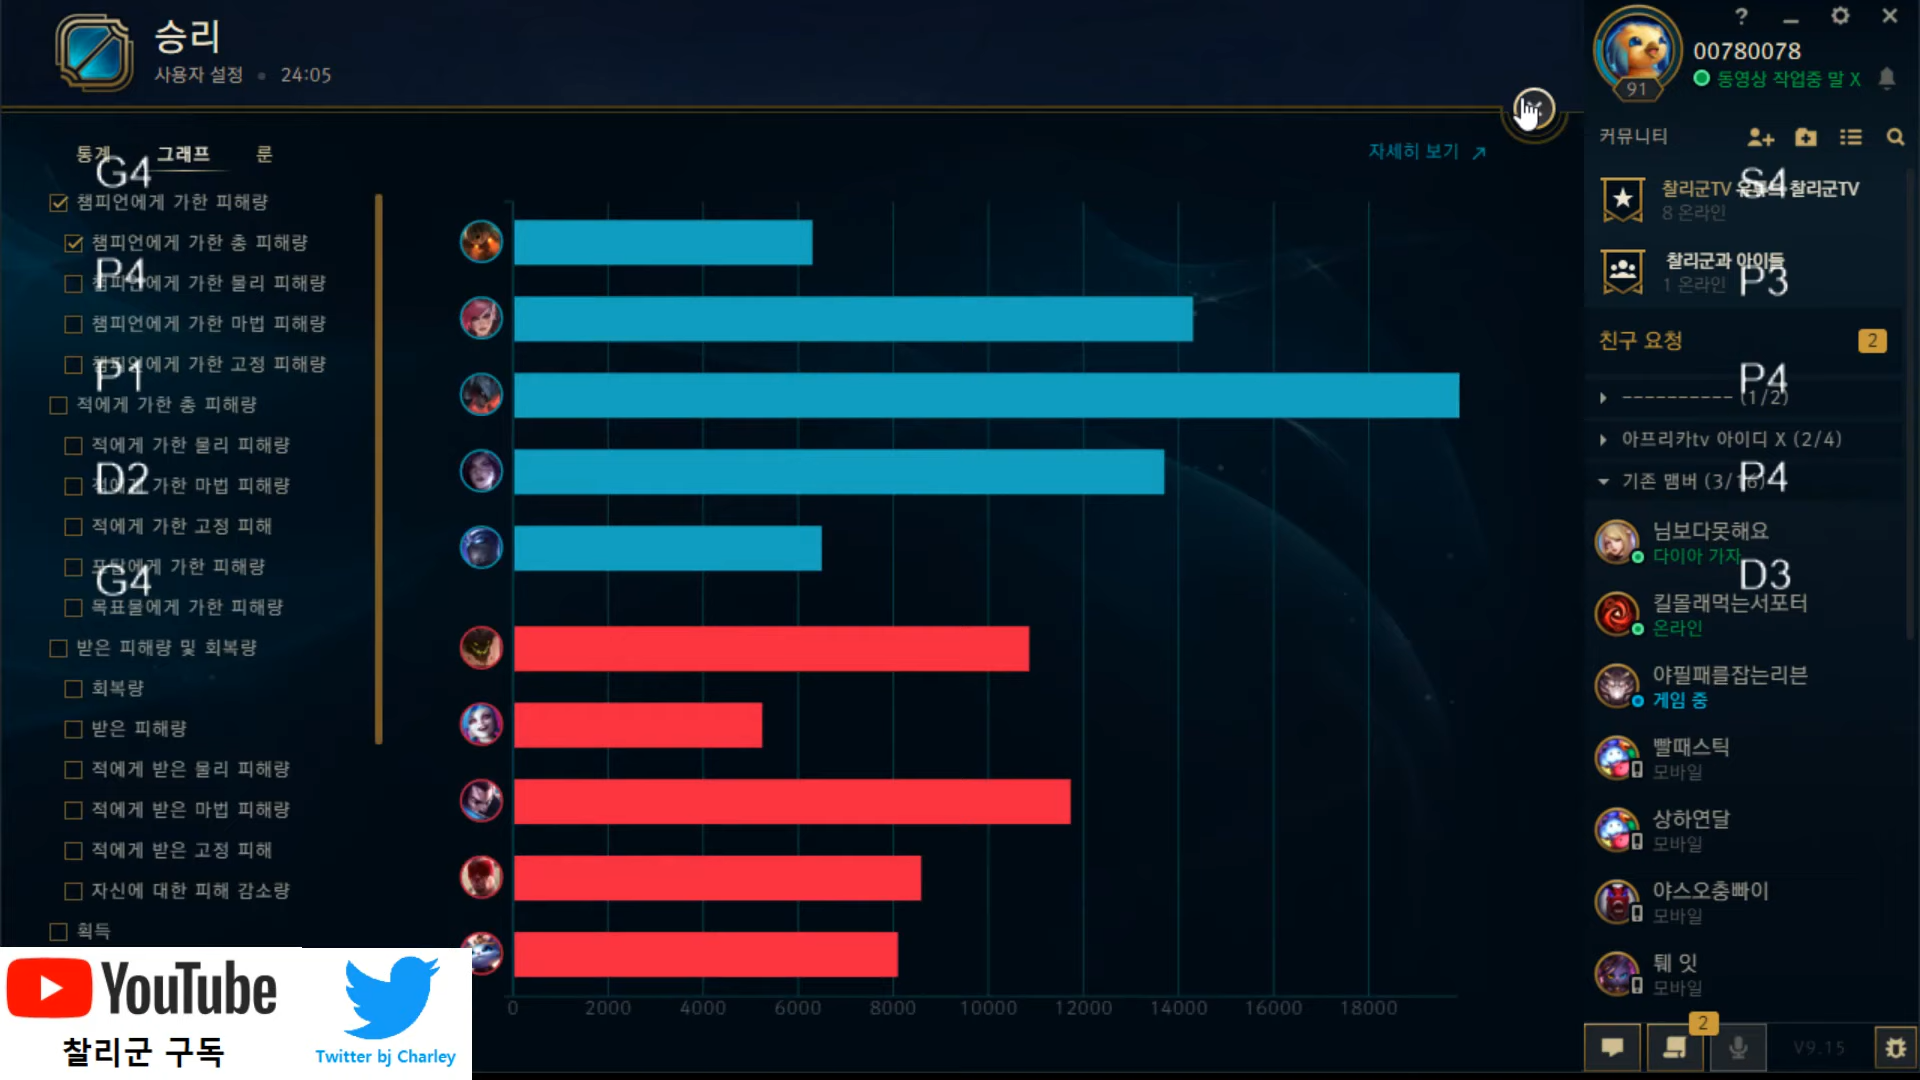 승리
사용자 설정 • 24:05
통계 그래프 룬
자세히 보기
챔피언에게 가한 피해량
챔피언에게 가한 총 피해량
챔피언에게 가한 물리 피해량
챔피언에게 가한 마법 피해량
챔피언에게 가한 고정 피해량
적에게 가한 총 피해량
적에게 가한 물리 피해량
적에게 가한 마법 피해량
적에게 가한 고정 피해
포탑에게 가한 피해량
목표물에게 가한 피해량
받은 피해량 및 회복량
회복량
받은 피해량
적에게 받은 물리 피해량
적에게 받은 마법 피해량
적에게 받은 고정 피해
자신에 대한 피해 감소량
획득
G4
P4
P1
D2
G4
0 2000 4000 6000 8000 10000 12000 14000 16000 18000
YouTube
찰리군 구독
Twitter bj Charley
?
00780078
동영상 작업중 말 X
91
커뮤니티
찰리군TV 찰리군TV
8 온라인
찰리군과 아이들
1 온라인
친구 요청 2
---------- (1/2)
아프리카tv 아이디 X (2/4)
기존 맴버 (3/16)
님보다못해요
다이아 기자
킬몰래먹는서포터
온라인
야필패를잡는리븐
게임 중
빨때스틱
모바일
상하연달
모바일
야스오충빠이
모바일
퉤 잇
모바일
S4
P3
P4
P4
D3
2
V9.15